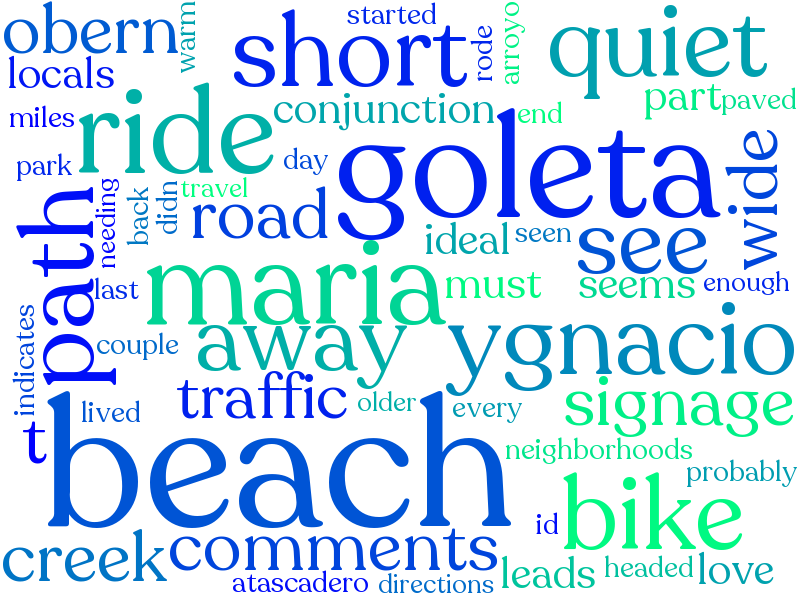 obern
warm
started
short
rode
arroyo
quiet
locals
miles
ride
conjunction
end
part
paved
park
day
goleta
wide
path
needing
back
didn
travel
road
ideal
seen
see
last
maria
must
seems
enough
indicates
couple
away
ygnacio
traffic
older
every
signage
t
lived
beach
neighborhoods
probably
bike
id
creek
comments
atascadero
directions
leads
headed
love